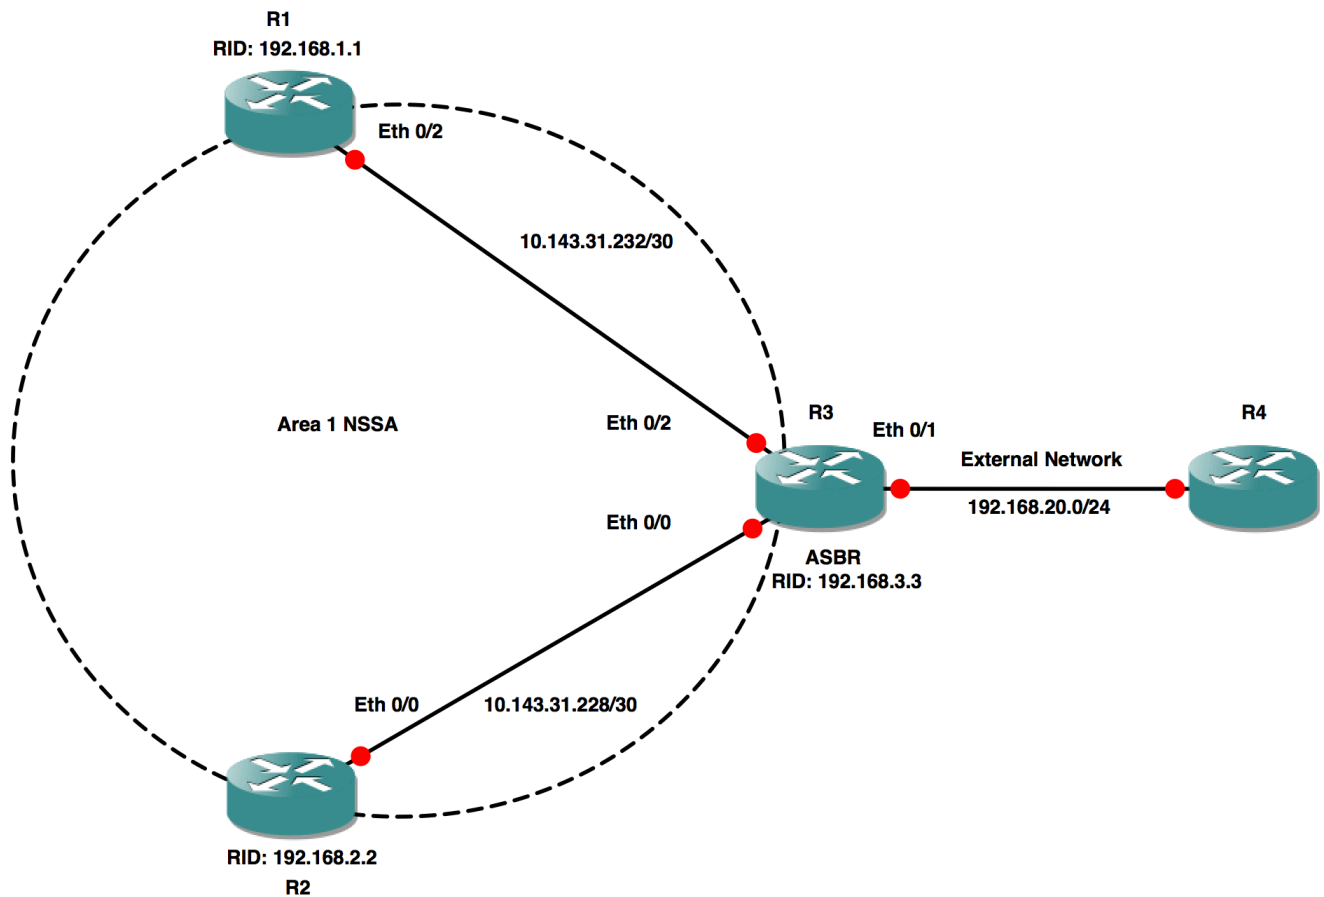 R1
RID: 192.168.1.1
Eth 0/2
10.143.31.232/30
Area 1 NSSA
Eth 0/2
R3
Eth 0/1
R4
External Network
192.168.20.0/24
Eth 0/0
ASBR
RID: 192.168.3.3
Eth 0/0
10.143.31.228/30
RID: 192.168.2.2
R2